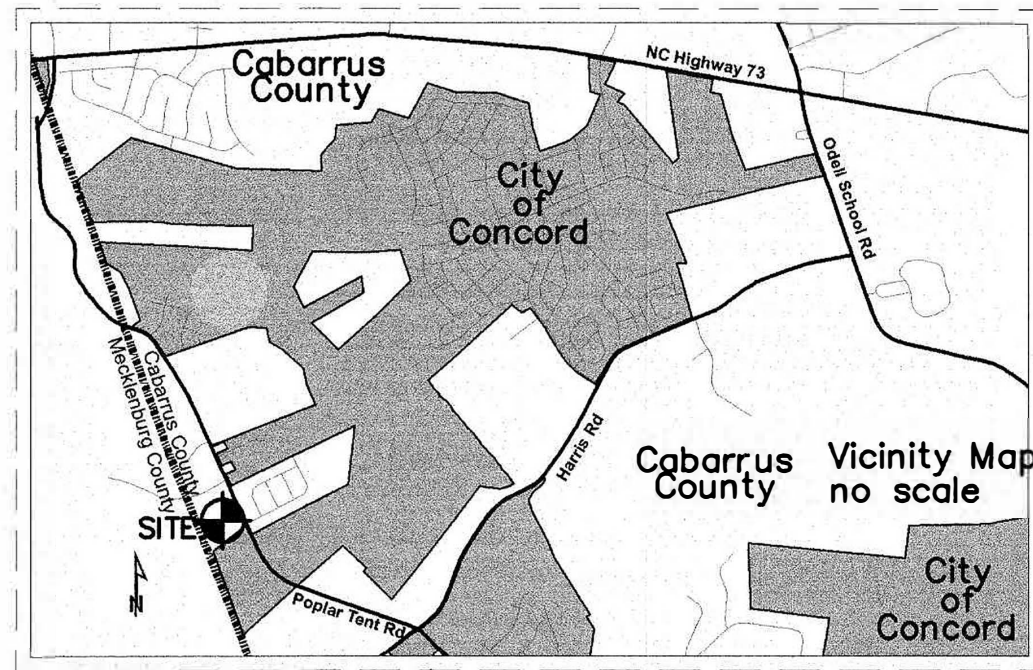 NC Highway 73
Cabarrus
County
City
of
Concord
Odell School Rd
Cabarrus County
Mecklenburg County
Harris Rd
Cabarrus
County
Vicinity Map
no scale
SITE
N
Poplar Tent Rd
City
of
Concord